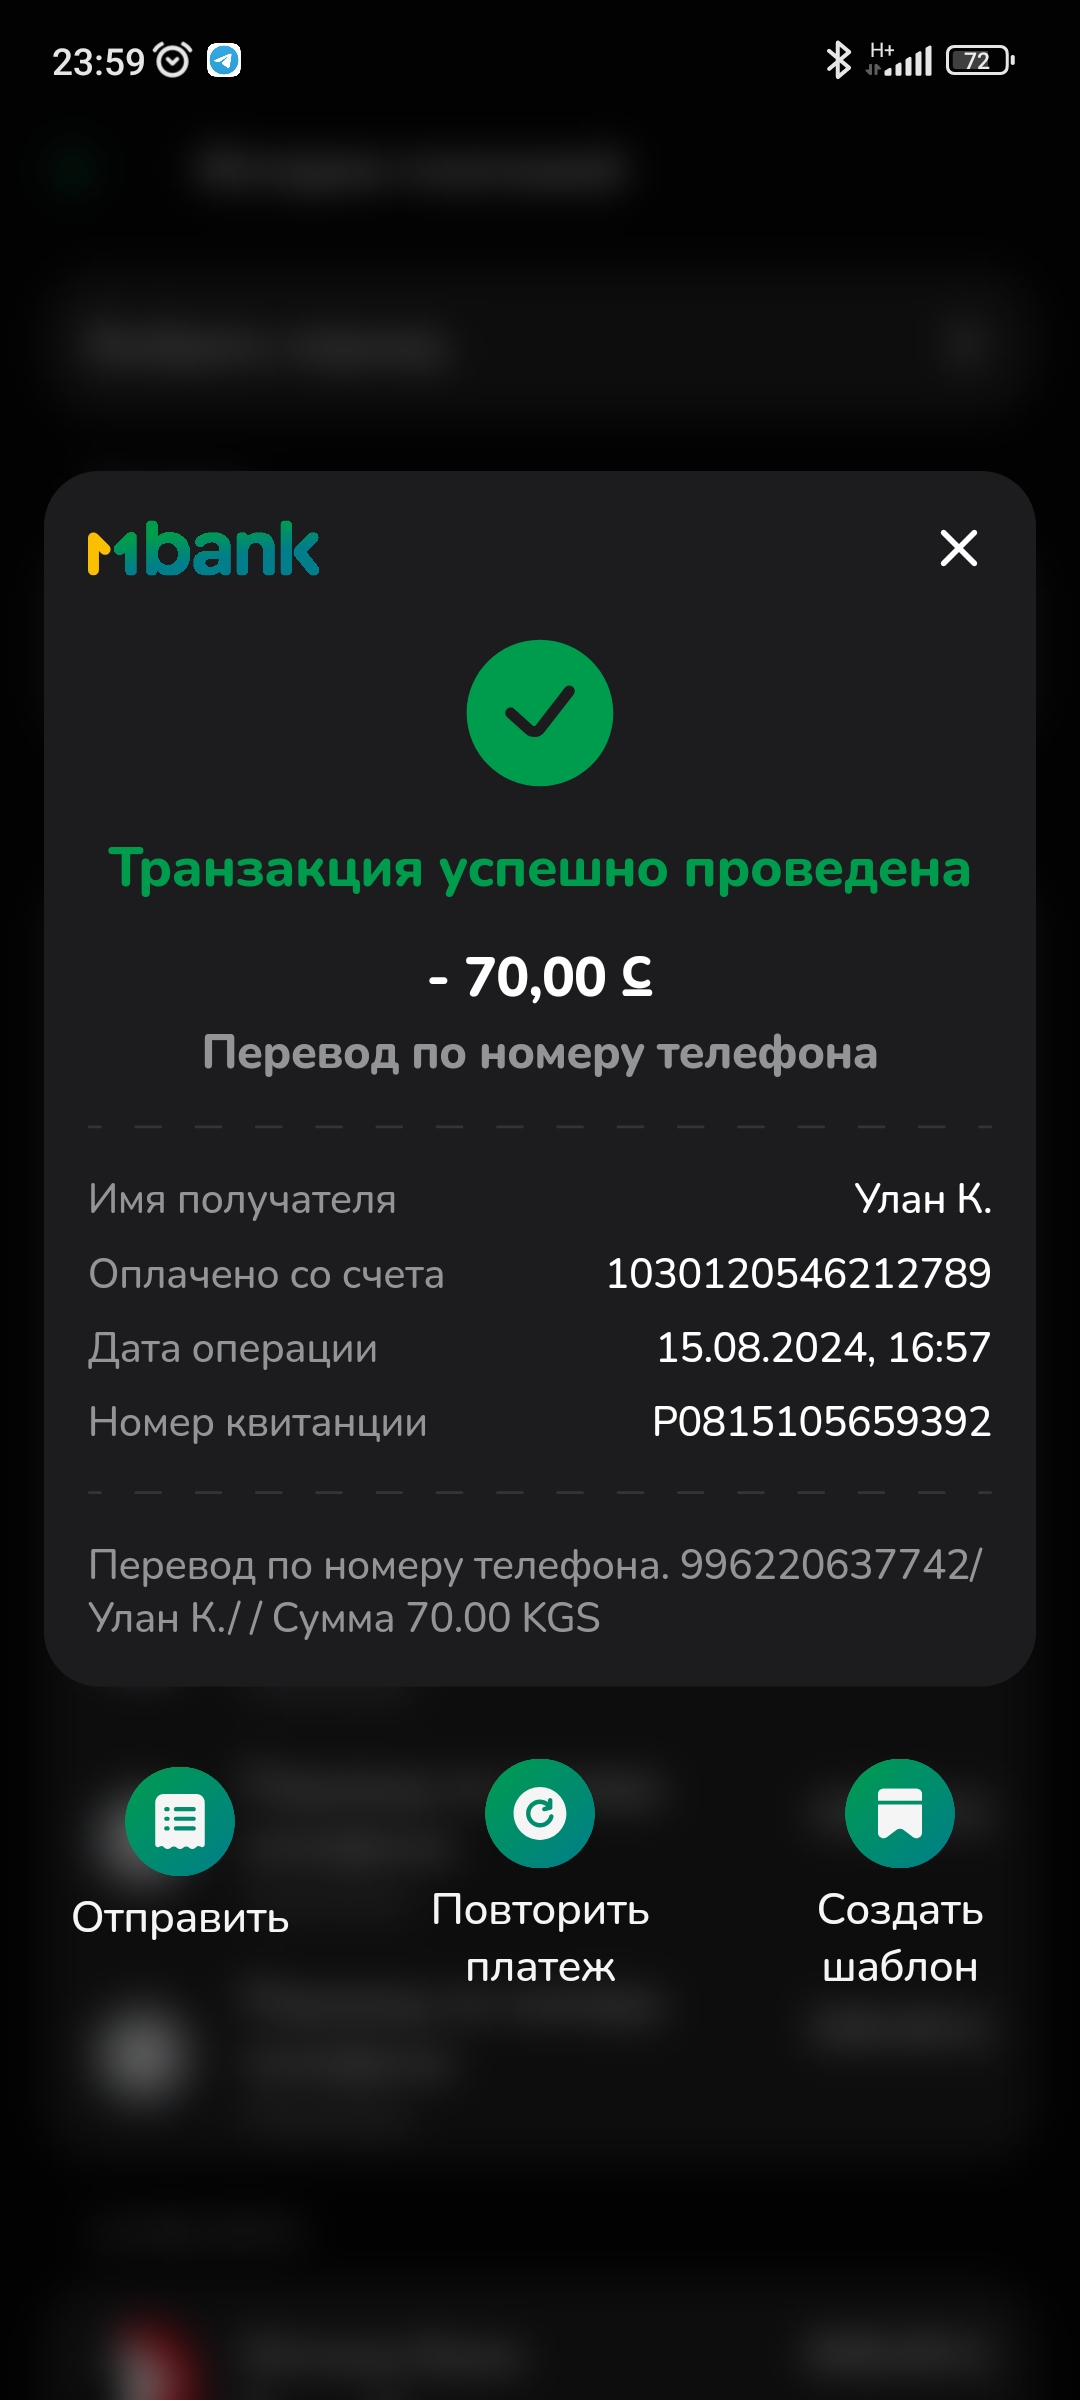 23:59
H+
72
Mbank
Транзакция успешно проведена
- 70,00 С
Перевод по номеру телефона
Имя получателя Улан К.
Оплачено со счета 1030120546212789
Дата операции 15.08.2024, 16:57
Номер квитанции P0815105659392
Перевод по номеру телефона. 996220637742/
Улан К./ / Сумма 70.00 KGS
Отправить
Повторить
платеж
Создать
шаблон